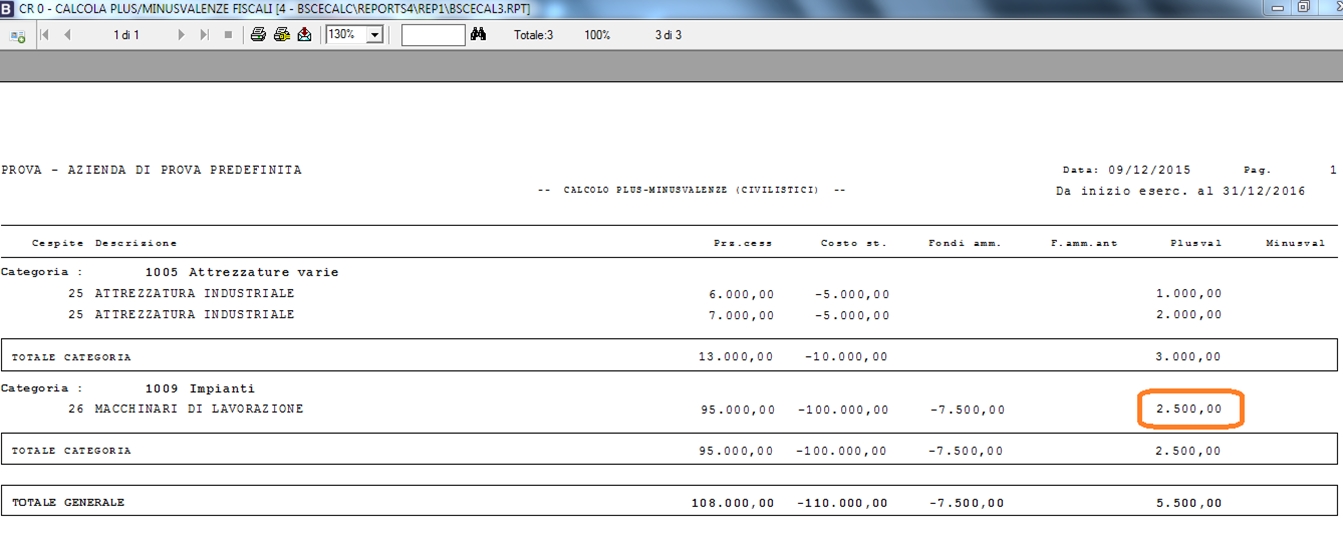 B CR 0 - CALCOLA PLUS/MINUSVALENZE FISCALI [4 - BSCECALC\REPORTS4\REP1\BSCECAL3.RPT]
1 di 1 130% Totale:3 100% 3 di 3
PROVA - AZIENDA DI PROVA PREDEFINITA Data: 09/12/2015 Pag. 1
-- CALCOLO PLUS-MINUSVALENZE (CIVILISTICI) -- Da inizio eserc. al 31/12/2016
Cespite Descrizione Prz.cess Costo st. Fondi amm. F.amm.ant Plusval Minusval
Categoria : 1005 Attrezzature varie
25 ATTREZZATURA INDUSTRIALE 6.000,00 -5.000,00 1.000,00
25 ATTREZZATURA INDUSTRIALE 7.000,00 -5.000,00 2.000,00
TOTALE CATEGORIA 13.000,00 -10.000,00 3.000,00
Categoria : 1009 Impianti
26 MACCHINARI DI LAVORAZIONE 95.000,00 -100.000,00 -7.500,00 2.500,00
TOTALE CATEGORIA 95.000,00 -100.000,00 -7.500,00 2.500,00
TOTALE GENERALE 108.000,00 -110.000,00 -7.500,00 5.500,00